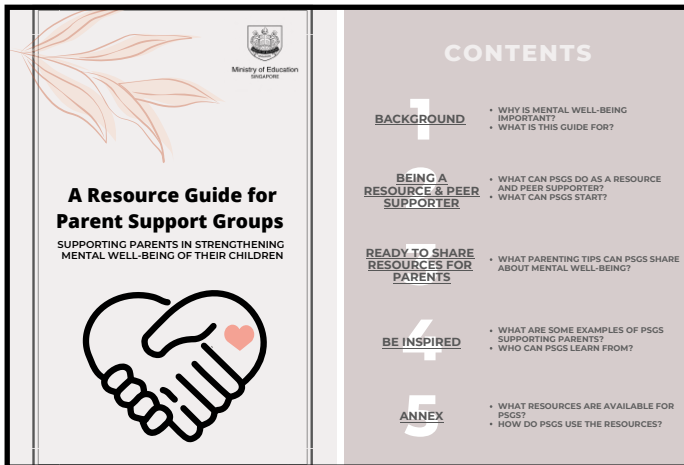 Ministry of Education
SINGAPORE
A Resource Guide for
Parent Support Groups
SUPPORTING PARENTS IN STRENGTHENING
MENTAL WELL-BEING OF THEIR CHILDREN
CONTENTS
1
BACKGROUND
• WHY IS MENTAL WELL-BEING
IMPORTANT?
• WHAT IS THIS GUIDE FOR?
2
BEING A
RESOURCE & PEER
SUPPORTER
• WHAT CAN PSGS DO AS A RESOURCE
AND PEER SUPPORTER?
• WHAT CAN PSGS START?
3
READY TO SHARE
RESOURCES FOR
PARENTS
• WHAT PARENTING TIPS CAN PSGS SHARE
ABOUT MENTAL WELL-BEING?
4
BE INSPIRED
• WHAT ARE SOME EXAMPLES OF PSGS
SUPPORTING PARENTS?
• WHO CAN PSGS LEARN FROM?
5
ANNEX
• WHAT RESOURCES ARE AVAILABLE FOR
PSGS?
• HOW DO PSGS USE THE RESOURCES?